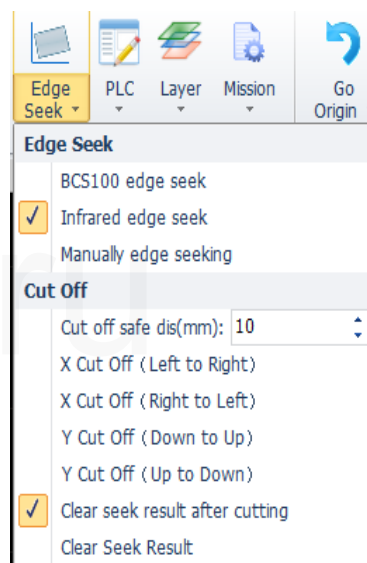 Edge Seek
PLC
Layer
Mission
Go Origin
Edge Seek
BCS100 edge seek
Infrared edge seek
Manually edge seeking
Cut Off
Cut off safe dis(mm): 10
X Cut Off (Left to Right)
X Cut Off (Right to Left)
Y Cut Off (Down to Up)
Y Cut Off (Up to Down)
Clear seek result after cutting
Clear Seek Result